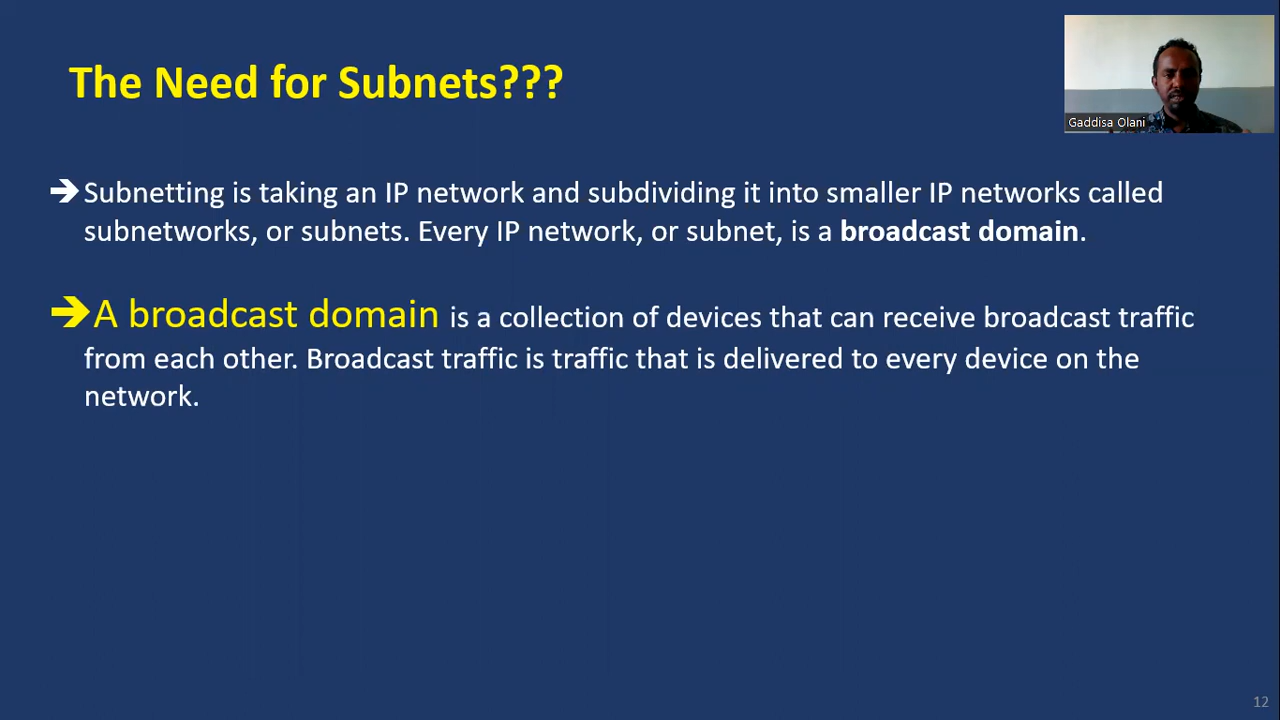 The Need for Subnets???
Gaddisa Olani
➔Subnetting is taking an IP network and subdividing it into smaller IP networks called
subnetworks, or subnets. Every IP network, or subnet, is a broadcast domain.
➔A broadcast domain is a collection of devices that can receive broadcast traffic
from each other. Broadcast traffic is traffic that is delivered to every device on the
network.
12